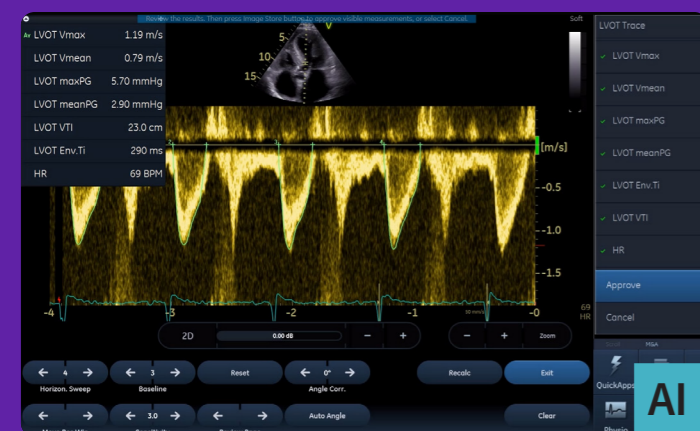 Review the results. Then press Image Store button to approve visible measurements, or select Cancel.
Av LVOT Vmax 1.19 m/s
LVOT Vmean 0.79 m/s
LVOT maxPG 5.70 mmHg
LVOT meanPG 2.90 mmHg
LVOT VTI 23.0 cm
LVOT Env.Ti 290 ms
HR 69 BPM
V
5
10
15
Soft
[m/s]
-0.5
-1.0
-1.5
-4 -3 -2 -1 -0
69
HR
LVOT Trace
LVOT Vmax
LVOT Vmean
LVOT maxPG
LVOT meanPG
LVOT Env.Ti
LVOT VTI
HR
Approve
Cancel
2D 0.00 dB - + - + Zoom
← 4 → ← 3 → Reset ← 0° → Recalc Exit
Horizon. Sweep Baseline Angle Corr.
← → ← 3.0 → ← → Auto Angle Clear
M&A
QuickApps
Physio
AI